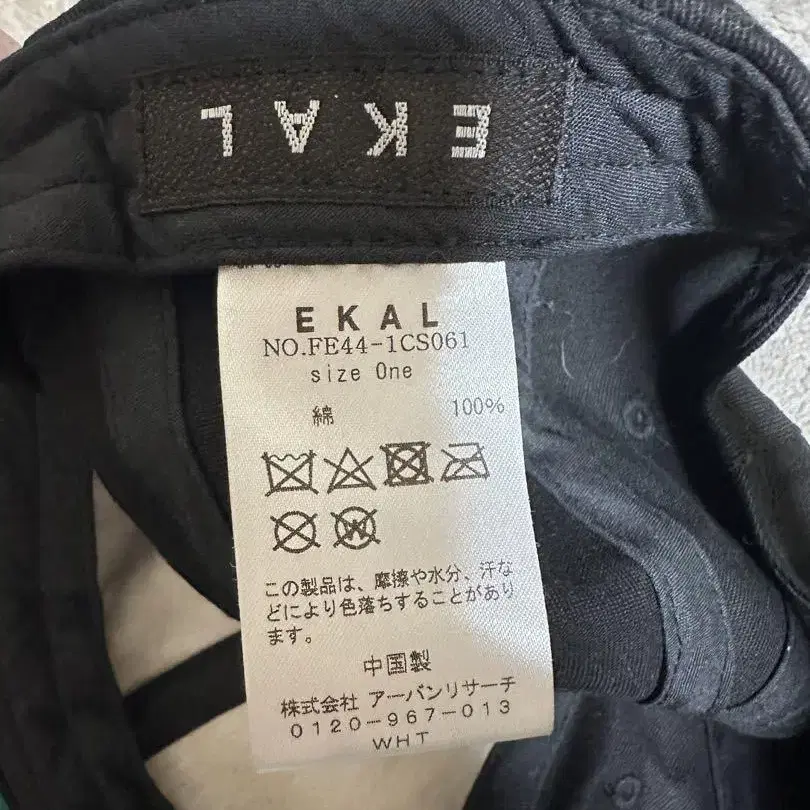 EKAL
EKAL
NO.FE44-1CS061
size One
綿 100%
W
この製品は、摩擦や水分、汗な
どにより色落ちすることがあり
ます。
中国製
株式会社 アーバンリサーチ
0120-967-013
WHT